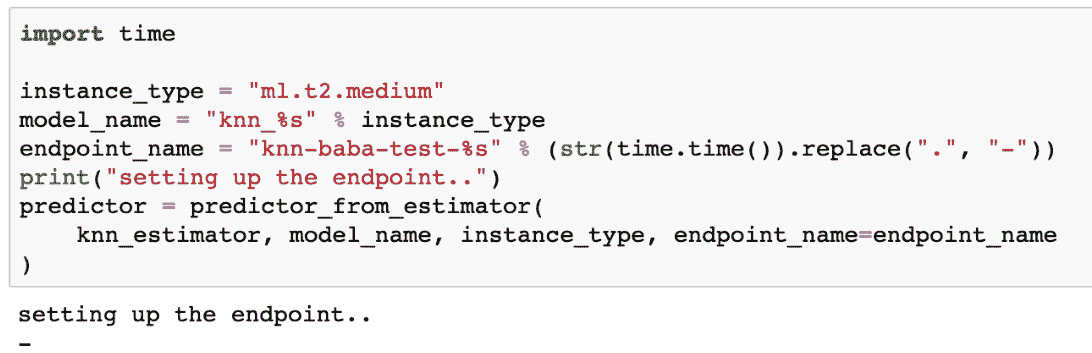 import time
instance_type = "ml.t2.medium"
model_name = "knn_%s" % instance_type
endpoint_name = "knn-baba-test-%s" % (str(time.time()).replace(".", "-"))
print("setting up the endpoint..")
predictor = predictor_from_estimator(
    knn_estimator, model_name, instance_type, endpoint_name=endpoint_name
)
setting up the endpoint..
-